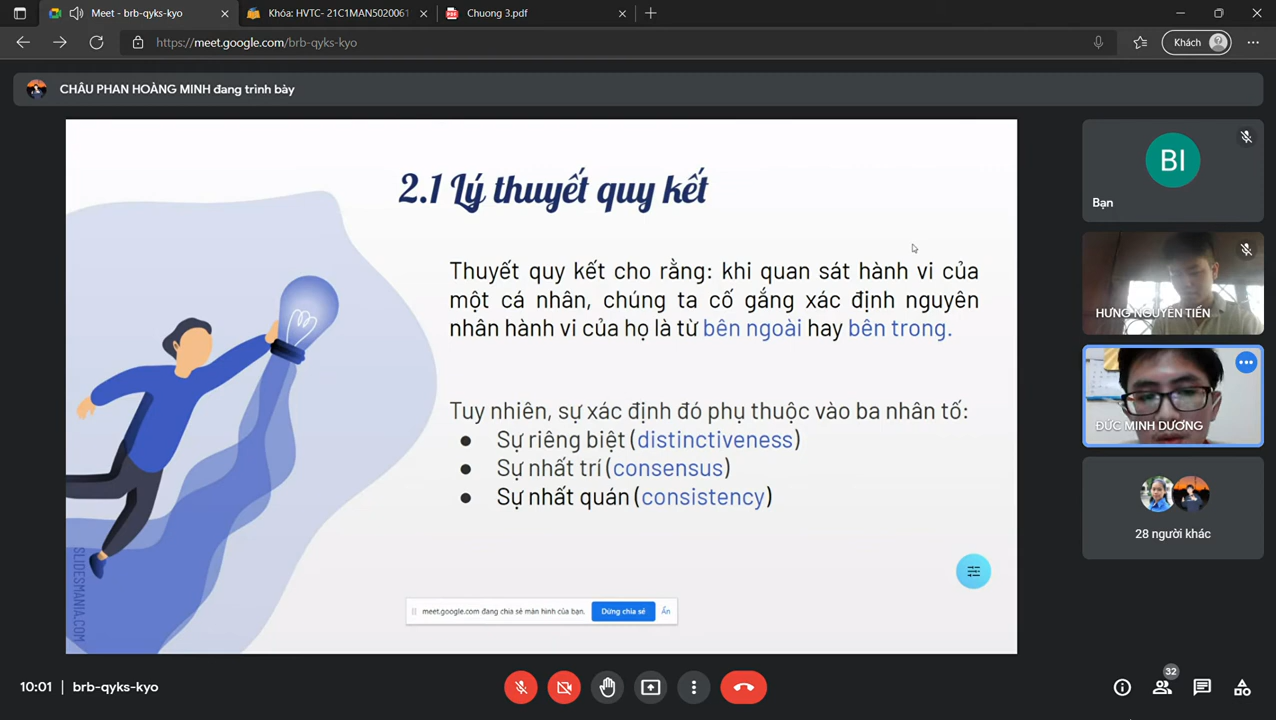 Meet - brb-qyks-kyo
Khóa: HVTC- 21C1MAN5020061
Chuong 3.pdf
https://meet.google.com/brb-qyks-kyo
Khách
CHÂU PHAN HOÀNG MINH đang trình bày
2.1 Lý thuyết quy kết
Thuyết quy kết cho rằng: khi quan sát hành vi của
một cá nhân, chúng ta cố gắng xác định nguyên
nhân hành vi của họ là từ bên ngoài hay bên trong.
Tuy nhiên, sự xác định đó phụ thuộc vào ba nhân tố:
● Sự riêng biệt (distinctiveness)
● Sự nhất trí (consensus)
● Sự nhất quán (consistency)
SLIDESMANIA.COM
meet.google.com đang chia sẻ màn hình của bạn.
Dừng chia sẻ
Ẩn
BI
Bạn
HƯNG NGUYỄN TIẾN
ĐỨC MINH DƯƠNG
28 người khác
10:01 | brb-qyks-kyo
32